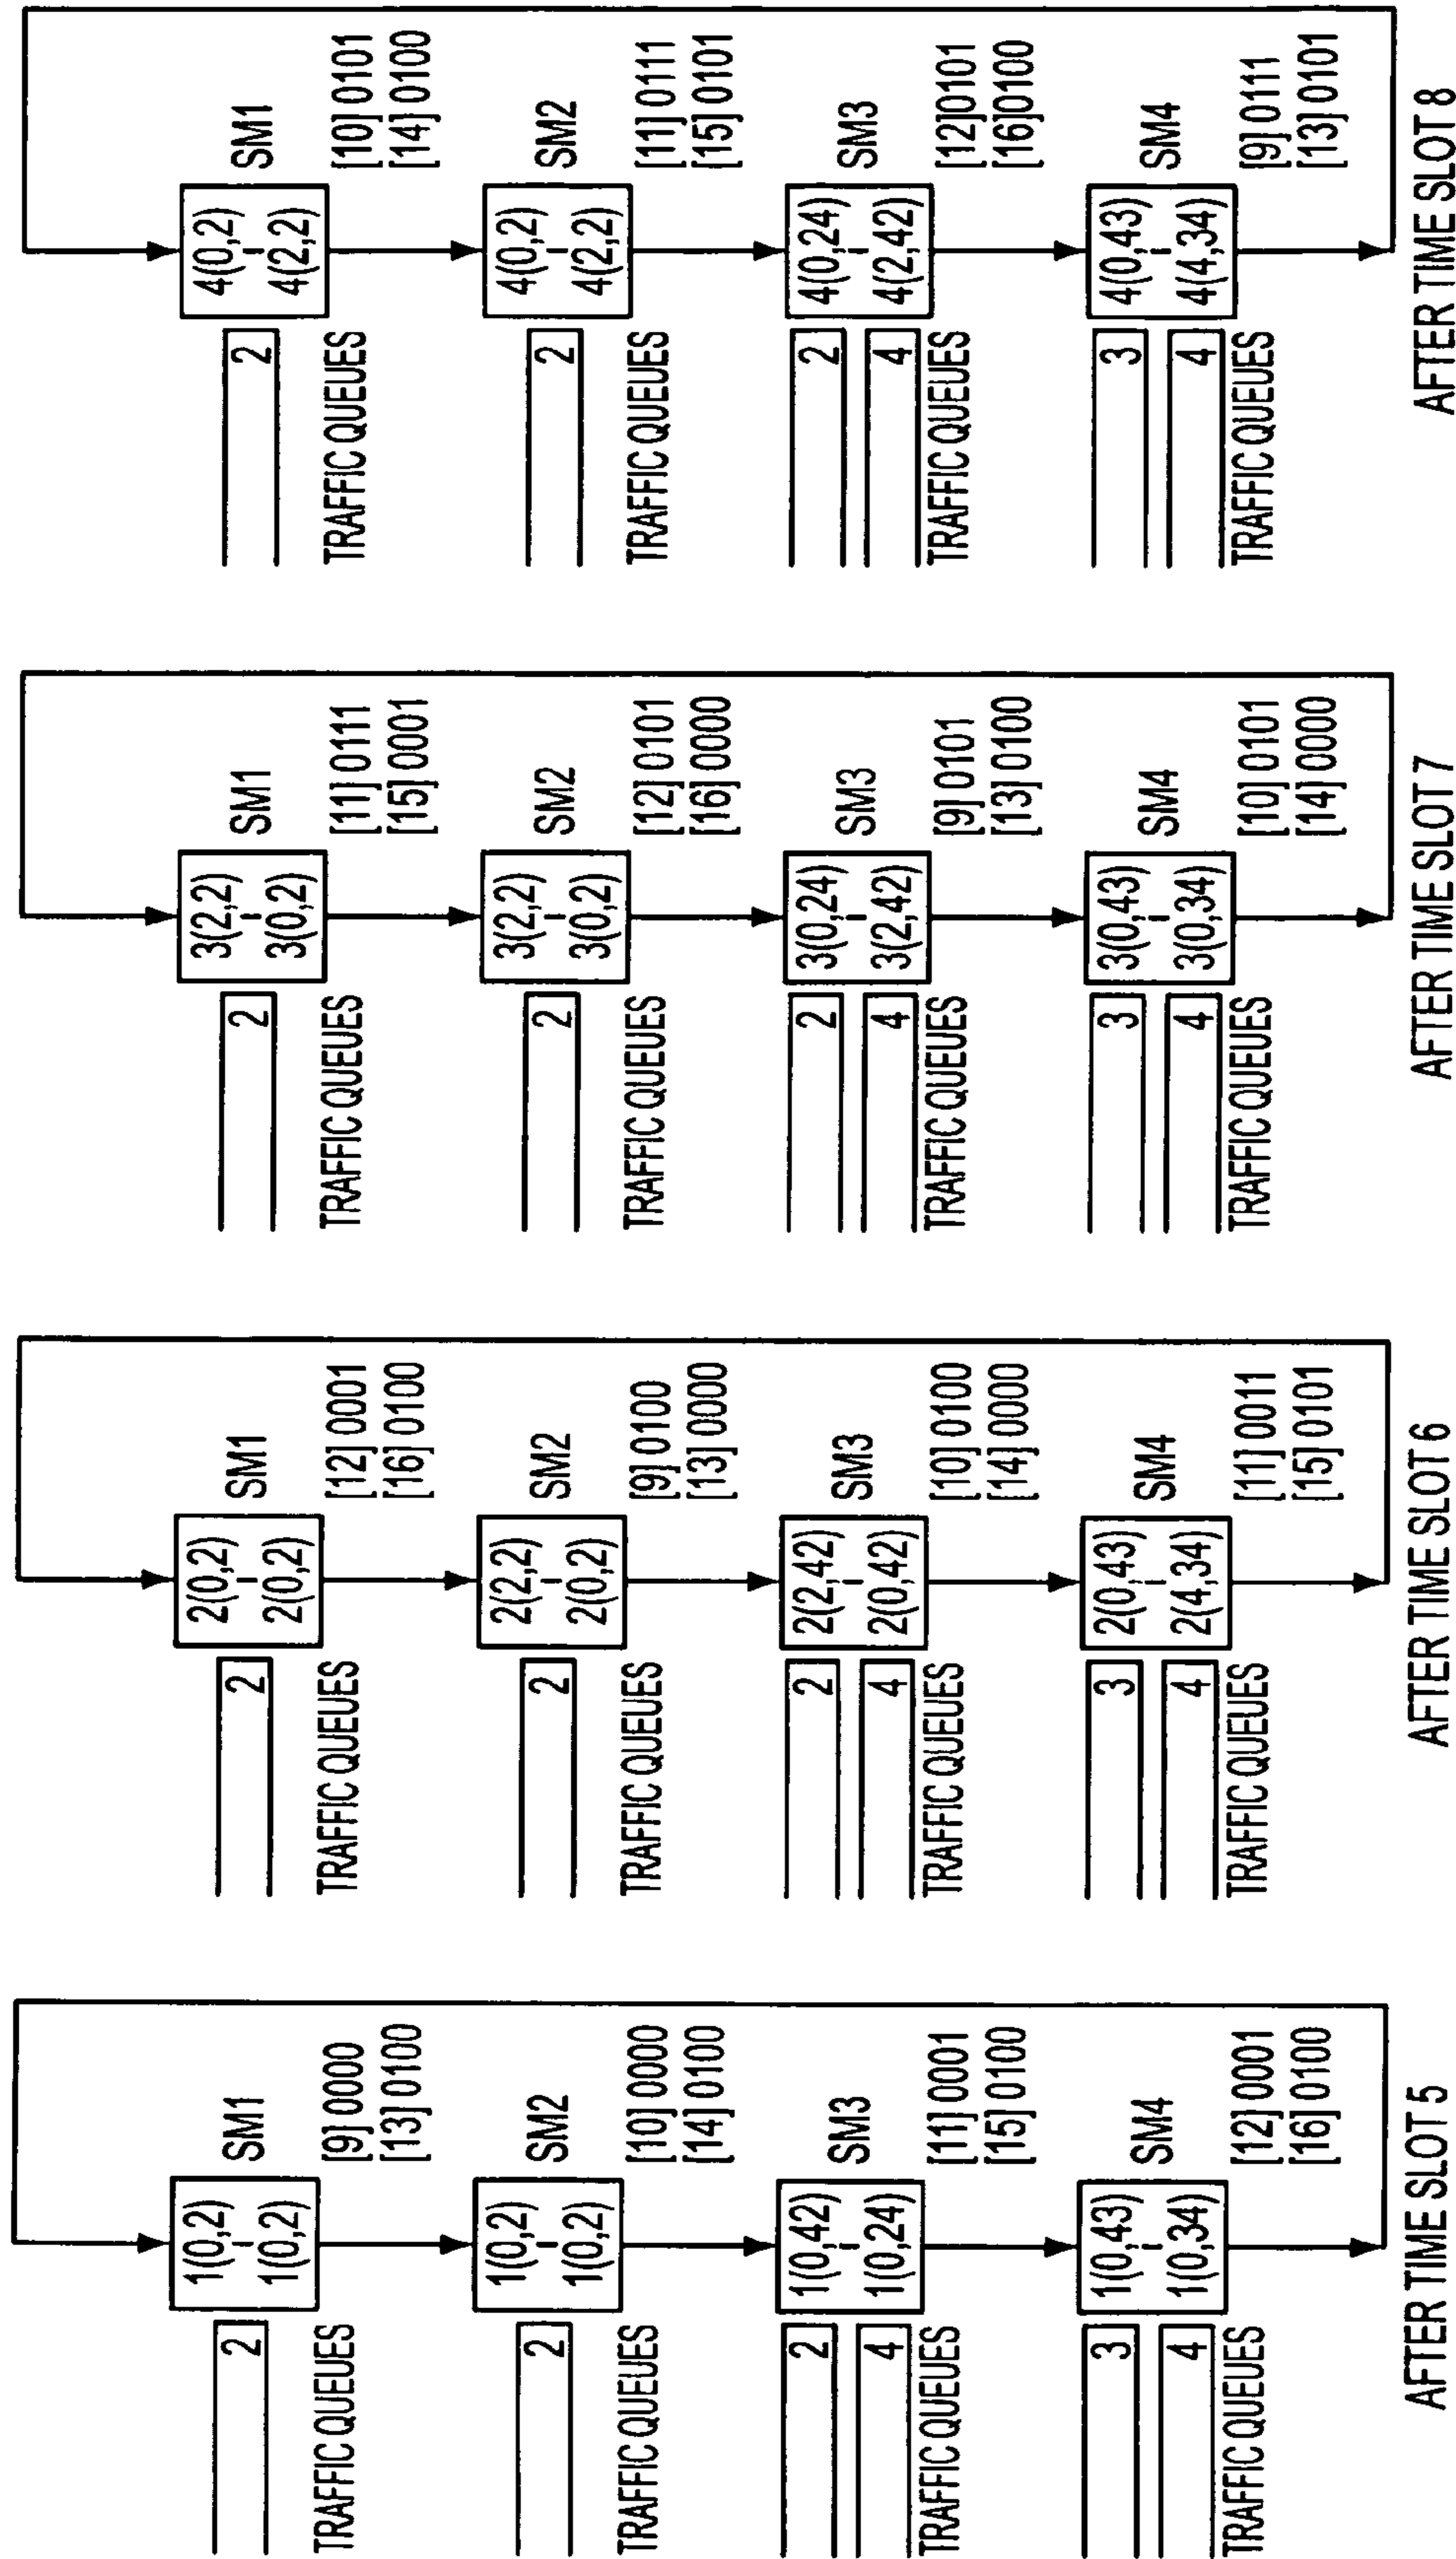 2
TRAFFIC QUEUES
1(0,2)
1(0,2)
SM1
[9] 0000
[13] 0100
2
TRAFFIC QUEUES
1(0,2)
1(0,2)
SM2
[10] 0000
[14] 0100
2
4
TRAFFIC QUEUES
1(0,42)
1(0,24)
SM3
[11] 0001
[15] 0100
3
4
TRAFFIC QUEUES
1(0,43)
1(0,34)
SM4
[12] 0001
[16] 0100
AFTER TIME SLOT 5
2
TRAFFIC QUEUES
2(0,2)
2(0,2)
SM1
[12] 0001
[16] 0100
2
TRAFFIC QUEUES
2(2,2)
2(0,2)
SM2
[9] 0100
[13] 0000
2
4
TRAFFIC QUEUES
2(2,42)
2(0,42)
SM3
[10] 0100
[14] 0000
3
4
TRAFFIC QUEUES
2(0,43)
2(4,34)
SM4
[11] 0011
[15] 0101
AFTER TIME SLOT 6
2
TRAFFIC QUEUES
3(2,2)
3(0,2)
SM1
[11] 0111
[15] 0001
2
TRAFFIC QUEUES
3(2,2)
3(0,2)
SM2
[12] 0101
[16] 0000
2
4
TRAFFIC QUEUES
3(0,24)
3(2,42)
SM3
[9] 0101
[13] 0100
3
4
TRAFFIC QUEUES
3(0,43)
3(0,34)
SM4
[10] 0101
[14] 0000
AFTER TIME SLOT 7
2
TRAFFIC QUEUES
4(0,2)
4(2,2)
SM1
[10] 0101
[14] 0100
2
TRAFFIC QUEUES
4(0,2)
4(2,2)
SM2
[11] 0111
[15] 0101
2
4
TRAFFIC QUEUES
4(0,24)
4(2,42)
SM3
[12]0101
[16]0100
3
4
TRAFFIC QUEUES
4(0,43)
4(4,34)
SM4
[9] 0111
[13] 0101
AFTER TIME SLOT 8